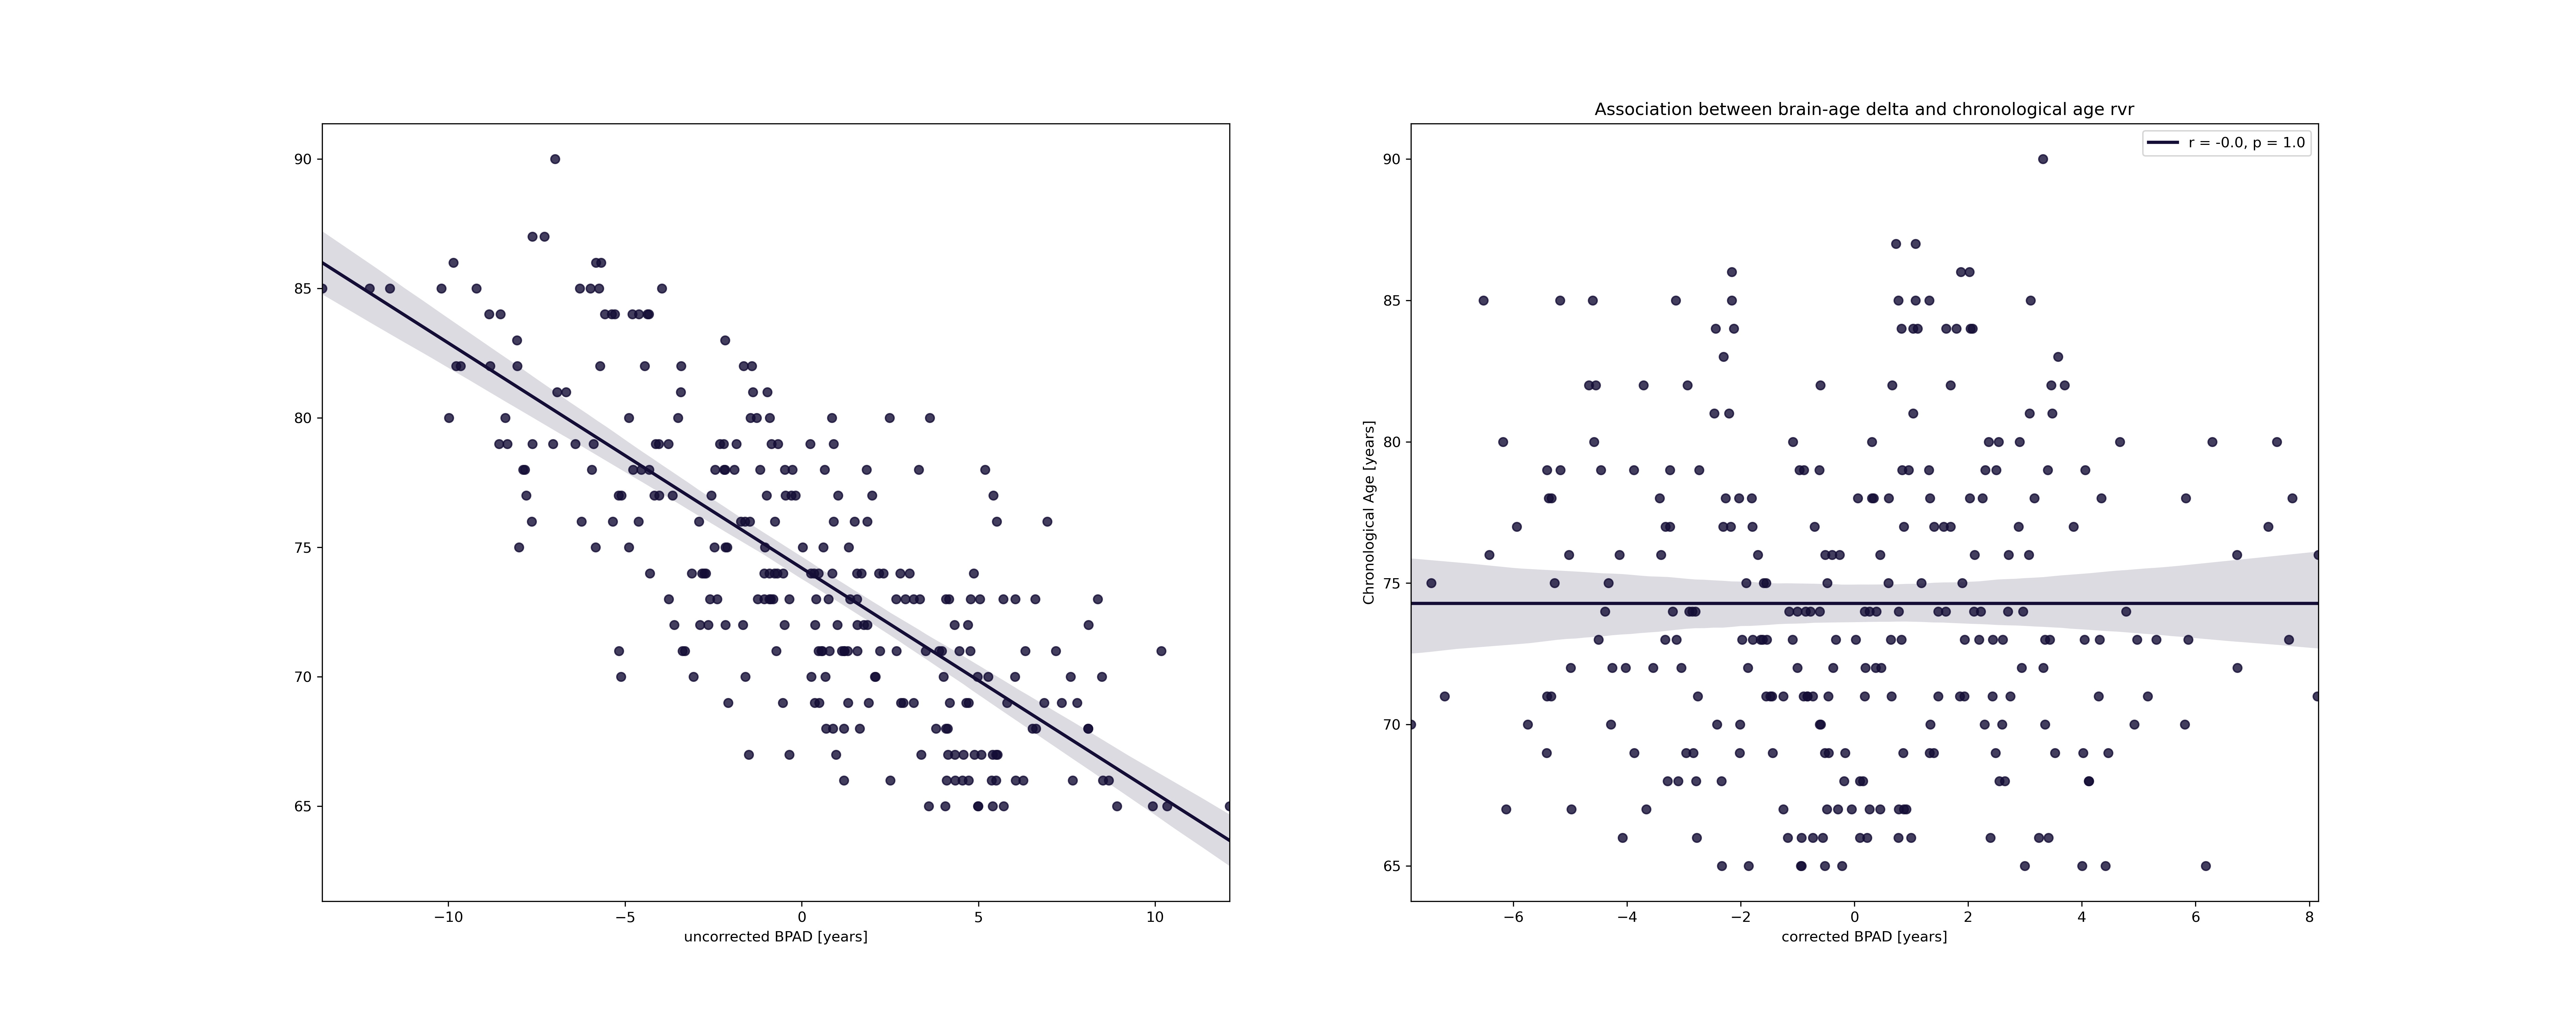 90
85
80
75
70
65
−10 −5 0 5 10
uncorrected BPAD [years]
Association between brain-age delta and chronological age rvr
r = -0.0, p = 1.0
Chronological Age [years]
90
85
80
75
70
65
−6 −4 −2 0 2 4 6 8
corrected BPAD [years]